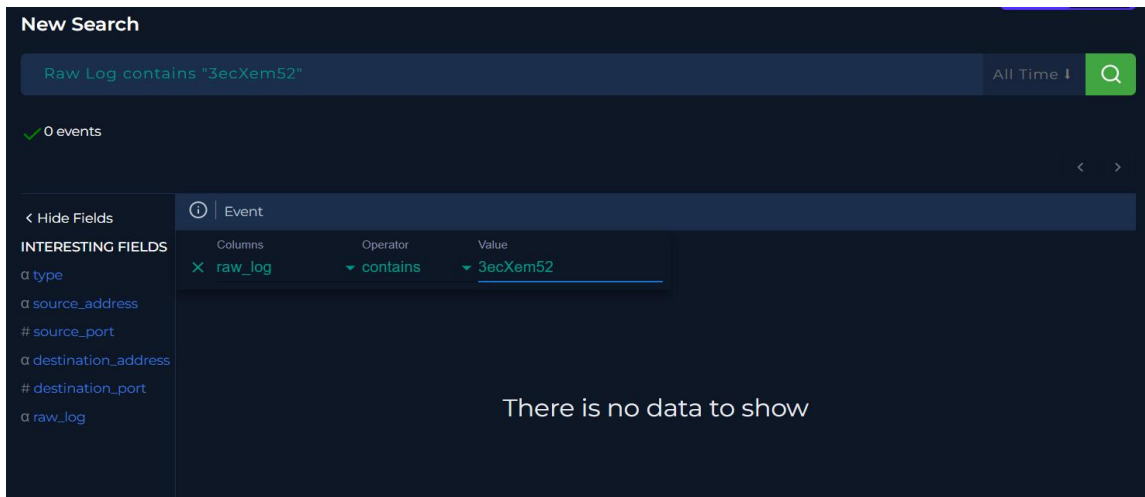 New Search
Raw Log contains "3ecXem52"
All Time
0 events
Hide Fields
Event
INTERESTING FIELDS
Columns Operator Value
raw_log contains 3ecXem52
α type
α source_address
# source_port
α destination_address
# destination_port
α raw_log
There is no data to show